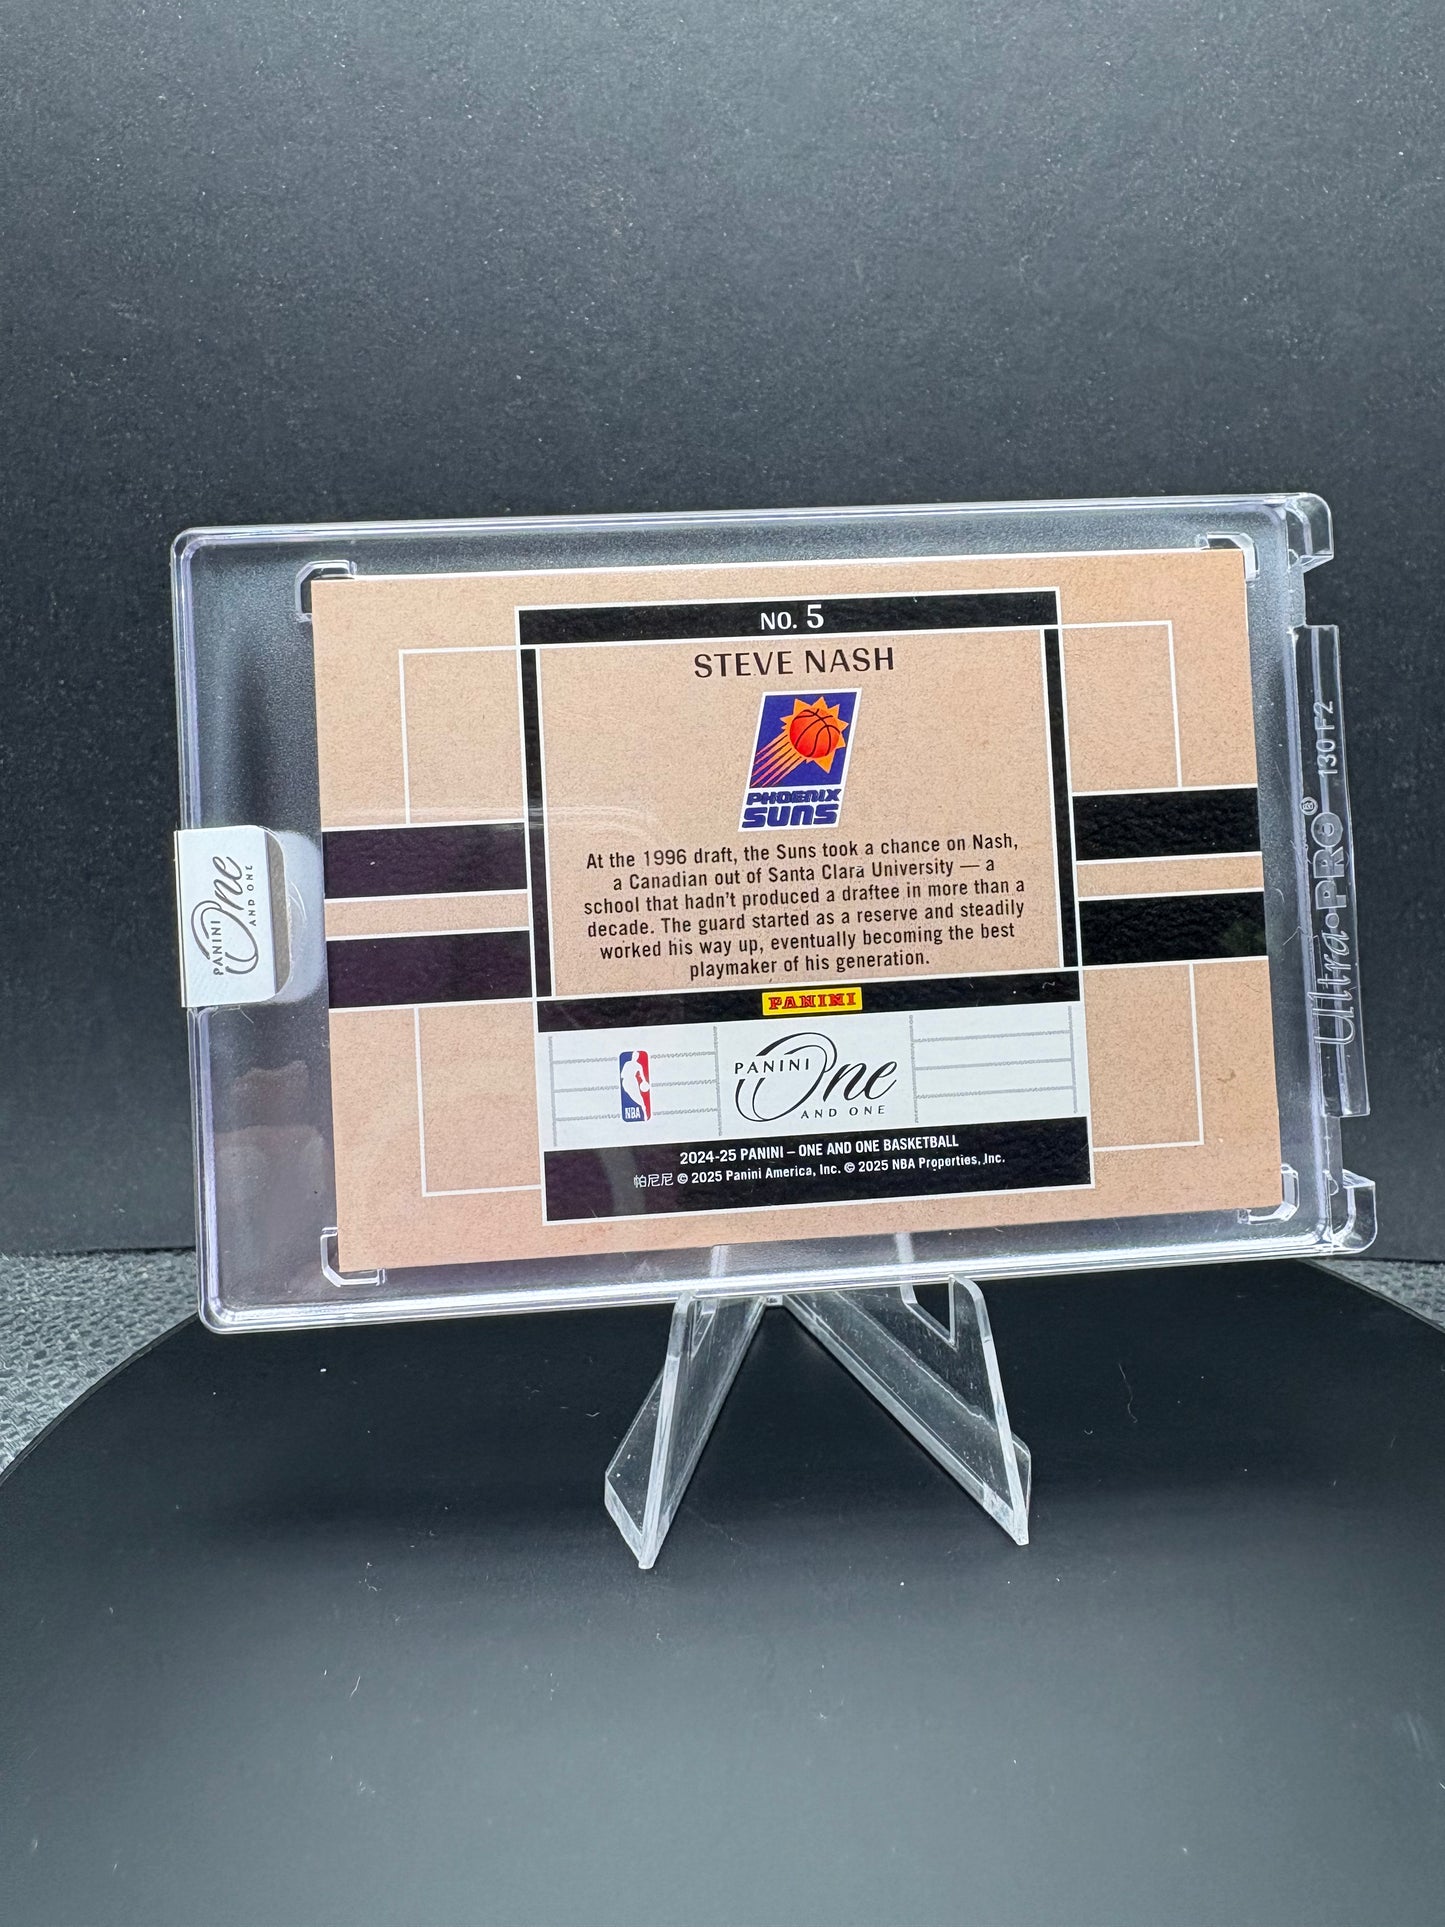 NO. 5
STEVE NASH
PHOENIX
SUNS
At the 1996 draft, the Suns took a chance on Nash,
a Canadian out of Santa Clara University — a
school that hadn't produced a draftee in more than a
decade. The guard started as a reserve and steadily
worked his way up, eventually becoming the best
playmaker of his generation.
PANINI
NBA
PANINI One
AND ONE
2024-25 PANINI – ONE AND ONE BASKETBALL
帕尼尼 © 2025 Panini America, Inc. © 2025 NBA Properties, Inc.
PANINI One
AND ONE
Ultra•PRO® 130 F2